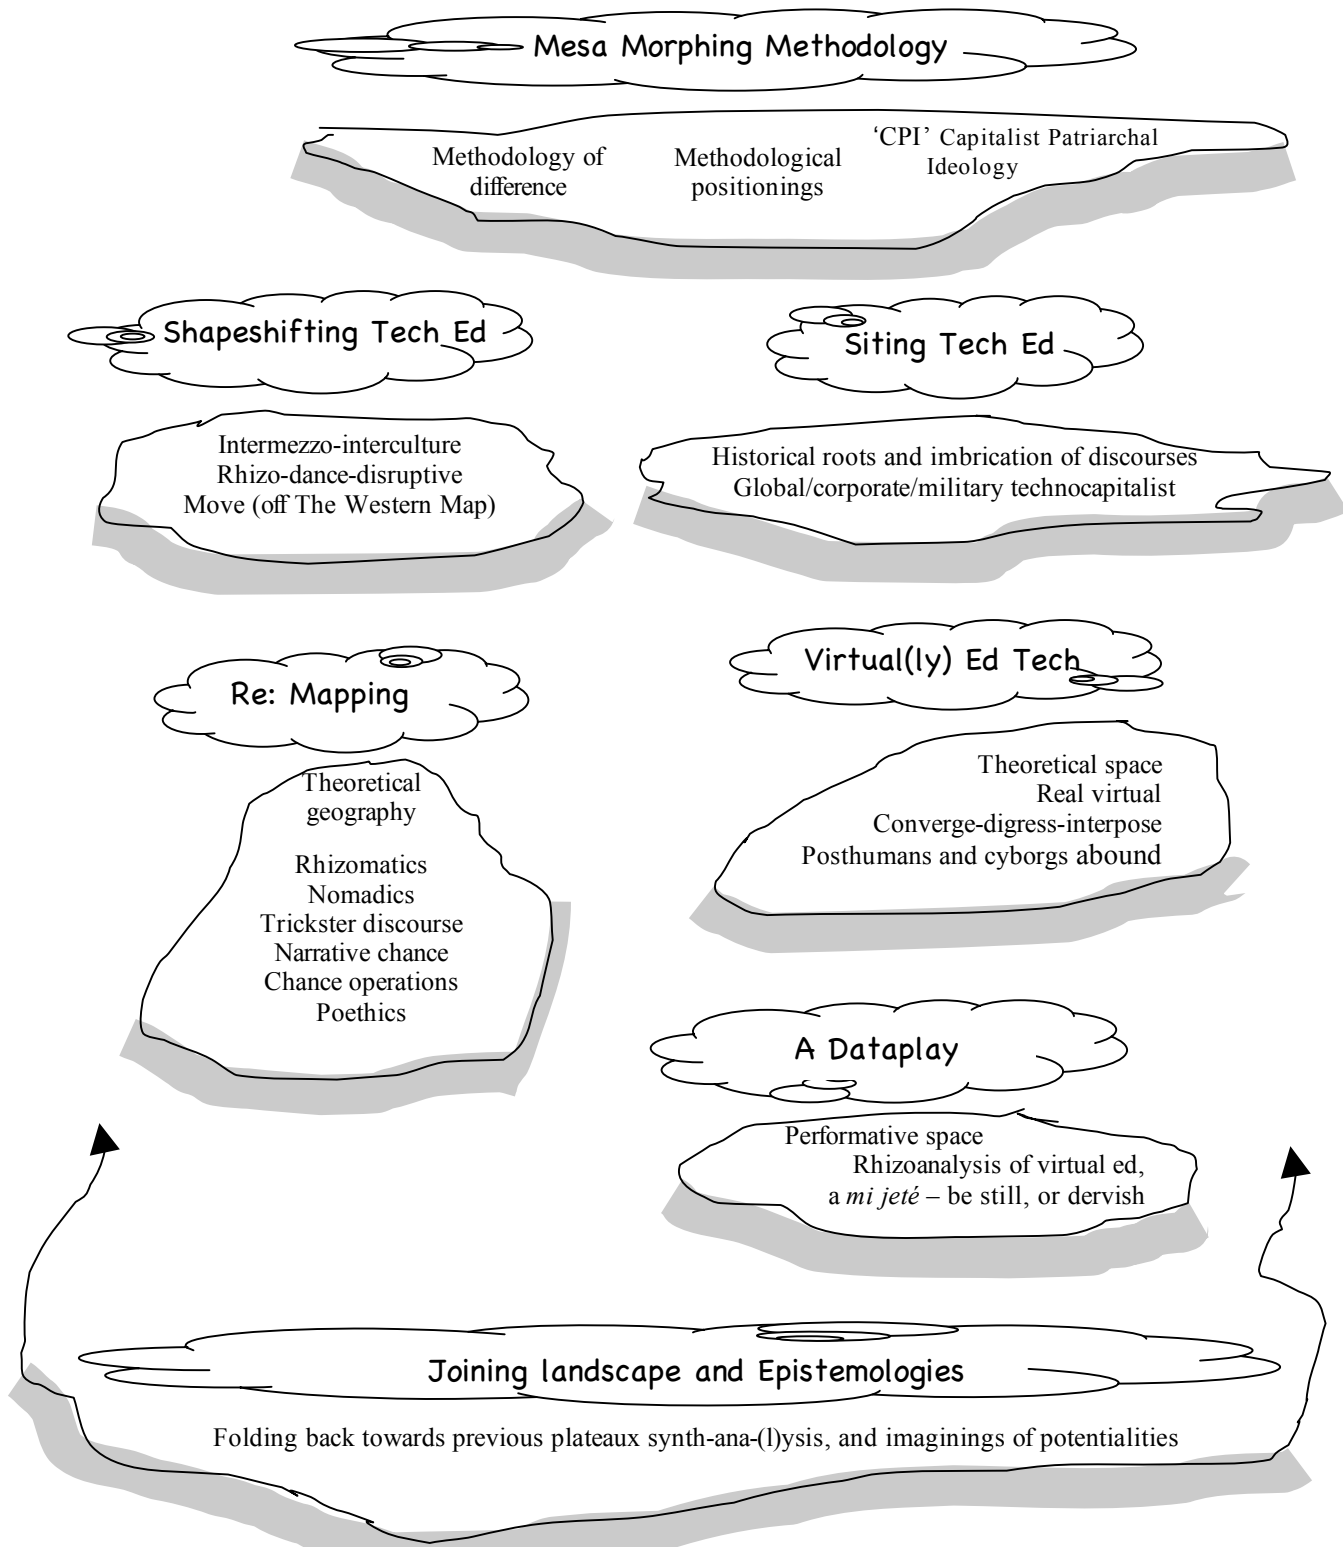 Mesa Morphing Methodology
Methodology of
difference
Methodological
positionings
‘CPI’ Capitalist Patriarchal
Ideology
Shapeshifting Tech Ed
Intermezzo-interculture
Rhizo-dance-disruptive
Move (off The Western Map)
Siting Tech Ed
Historical roots and imbrication of discourses
Global/corporate/military technocapitalist
Re: Mapping
Theoretical
geography
Rhizomatics
Nomadics
Trickster discourse
Narrative chance
Chance operations
Poethics
Virtual(ly) Ed Tech
Theoretical space
Real virtual
Converge-digress-interpose
Posthumans and cyborgs abound
A Dataplay
Performative space
Rhizoanalysis of virtual ed,
a mi jeté – be still, or dervish
Joining landscape and Epistemologies
Folding back towards previous plateaux synth-ana-(l)ysis, and imaginings of potentialities